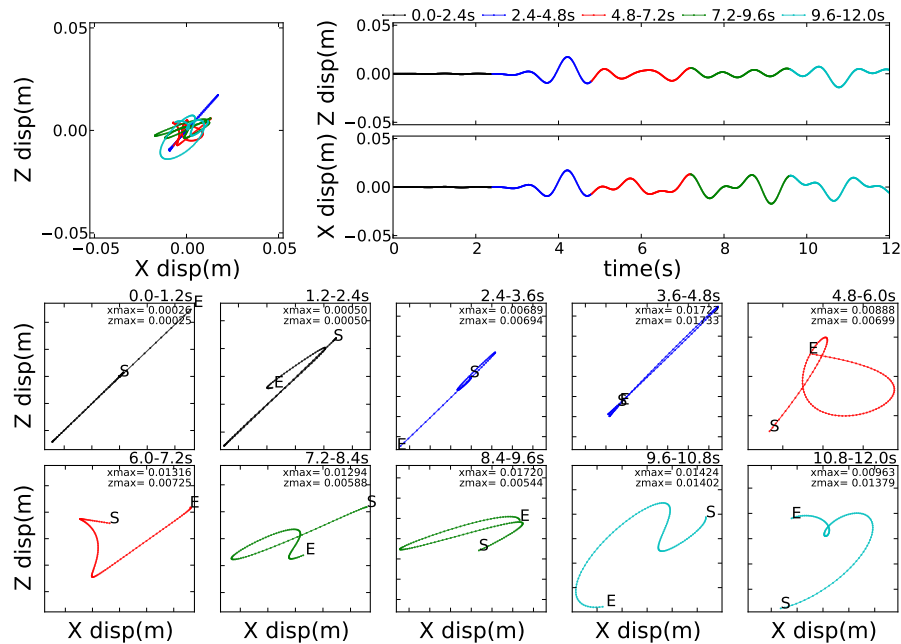 0.0-2.4s 2.4-4.8s 4.8-7.2s 7.2-9.6s 9.6-12.0s
0.05
0.00
−0.05
−0.05 0.00 0.05
Z disp(m)
X disp(m)
0.05
0.00
−0.05
Z disp(m)
0.05
0.00
−0.05
X disp(m)
0 2 4 6 8 10 12
time(s)
0.0-1.2s
xmax= 0.00026
zmax= 0.00025
S
E
Z disp(m)
1.2-2.4s
xmax= 0.00050
zmax= 0.00050
S
E
2.4-3.6s
xmax= 0.00689
zmax= 0.00694
S
E
3.6-4.8s
zmax= 0.01733
S
E
4.8-6.0s
xmax= 0.00888
zmax= 0.00699
E
S
6.0-7.2s
xmax= 0.01316
zmax= 0.00725
E
S
Z disp(m)
X disp(m)
7.2-8.4s
xmax= 0.01294
zmax= 0.00588
S
E
X disp(m)
8.4-9.6s
xmax= 0.01720
zmax= 0.00544
E
S
X disp(m)
9.6-10.8s
xmax= 0.01424
zmax= 0.01402
S
E
X disp(m)
10.8-12.0s
xmax= 0.00963
zmax= 0.01379
E
S
X disp(m)